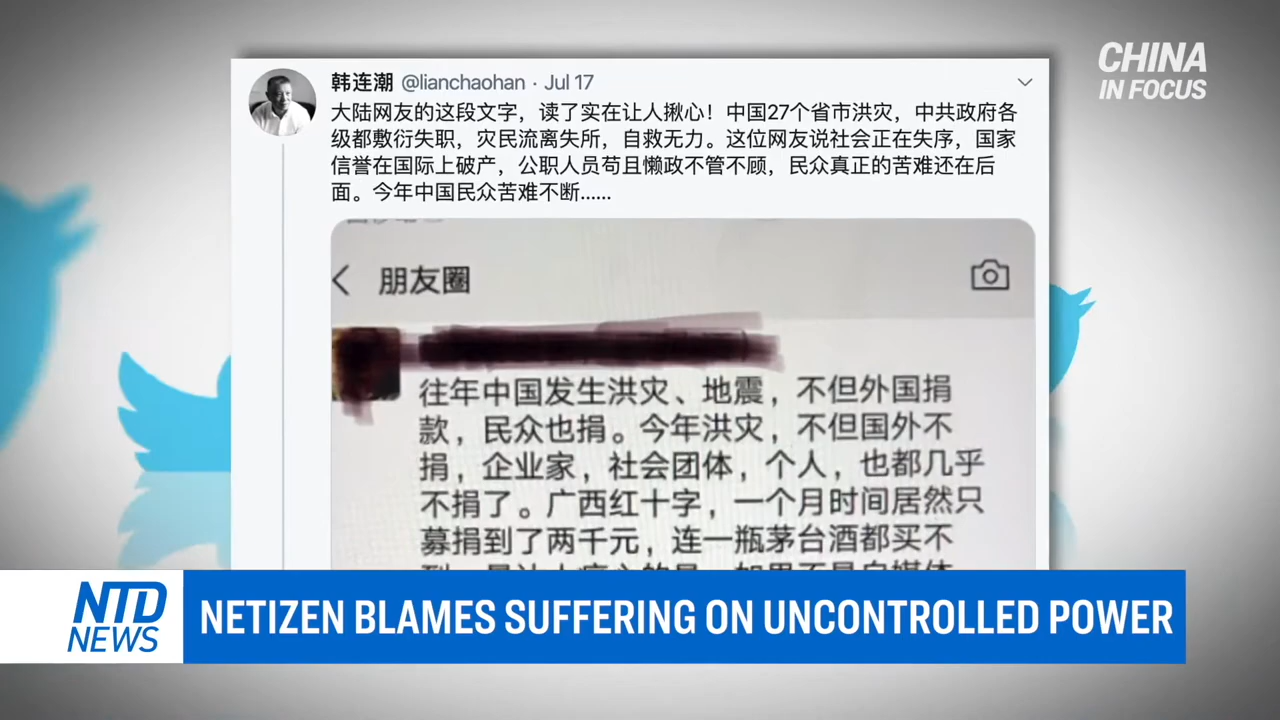 CHINA
IN FOCUS
韩连潮 @lianchaohan · Jul 17
大陆网友的这段文字，读了实在让人揪心！中国27个省市洪灾，中共政府各
级都敷衍失职，灾民流离失所，自救无力。这位网友说社会正在失序，国家
信誉在国际上破产，公职人员苟且懒政不管不顾，民众真正的苦难还在后
面。今年中国民众苦难不断......
朋友圈
往年中国发生洪灾、地震，不但外国捐
款，民众也捐。今年洪灾，不但国外不
捐，企业家，社会团体，个人，也都几乎
不捐了。广西红十字，一个月时间居然只
募捐到了两千元，连一瓶茅台酒都买不
NTD
NEWS
NETIZEN BLAMES SUFFERING ON UNCONTROLLED POWER